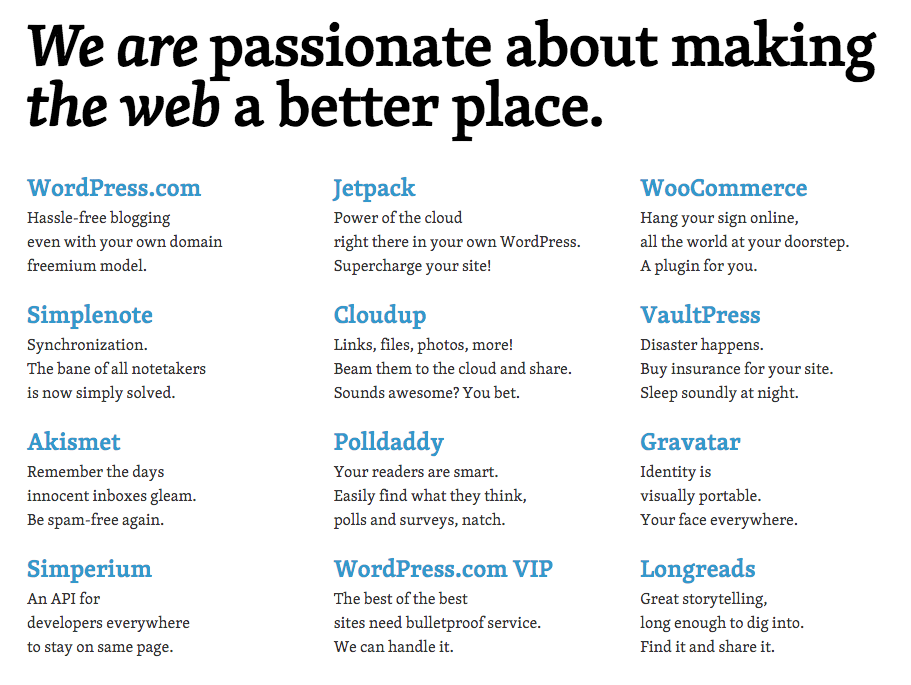 We are passionate about making
the web a better place.
WordPress.com
Hassle-free blogging
even with your own domain
freemium model.
Jetpack
Power of the cloud
right there in your own WordPress.
Supercharge your site!
WooCommerce
Hang your sign online,
all the world at your doorstep.
A plugin for you.
Simplenote
Synchronization.
The bane of all notetakers
is now simply solved.
Cloudup
Links, files, photos, more!
Beam them to the cloud and share.
Sounds awesome? You bet.
VaultPress
Disaster happens.
Buy insurance for your site.
Sleep soundly at night.
Akismet
Remember the days
innocent inboxes gleam.
Be spam-free again.
Polldaddy
Your readers are smart.
Easily find what they think,
polls and surveys, natch.
Gravatar
Identity is
visually portable.
Your face everywhere.
Simperium
An API for
developers everywhere
to stay on same page.
WordPress.com VIP
The best of the best
sites need bulletproof service.
We can handle it.
Longreads
Great storytelling,
long enough to dig into.
Find it and share it.